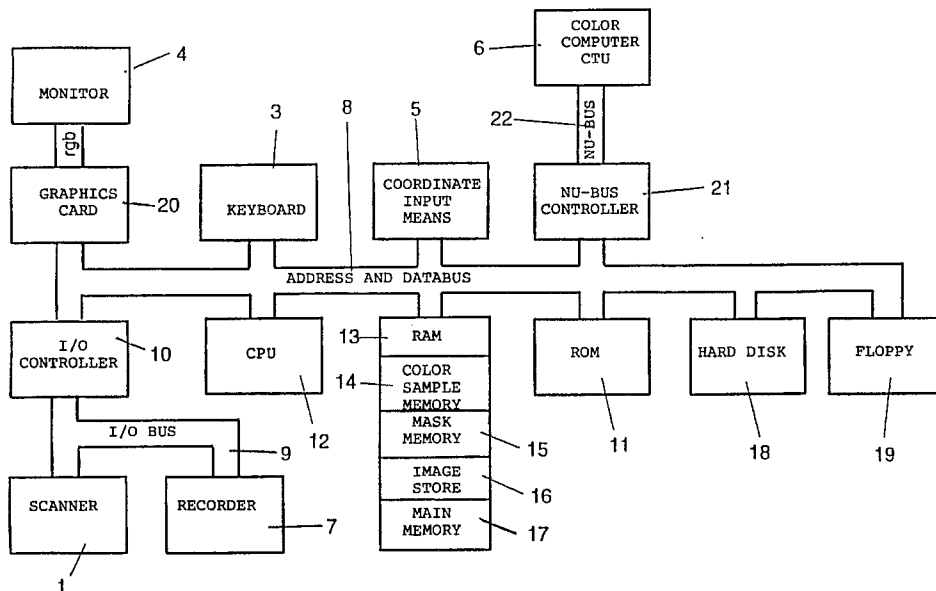 COLOR
COMPUTER
CTU
6
4
MONITOR
8
3
5
22
NU-BUS
rgb
GRAPHICS
CARD
20
KEYBOARD
COORDINATE
INPUT
MEANS
NU-BUS
CONTROLLER
21
ADDRESS AND DATABUS
I/O
CONTROLLER
10
CPU
12
13
RAM
14
COLOR
SAMPLE
MEMORY
MASK
MEMORY
15
IMAGE
STORE
16
MAIN
MEMORY
17
ROM
11
HARD DISK
18
FLOPPY
19
I/O BUS
9
SCANNER
1
RECORDER
7